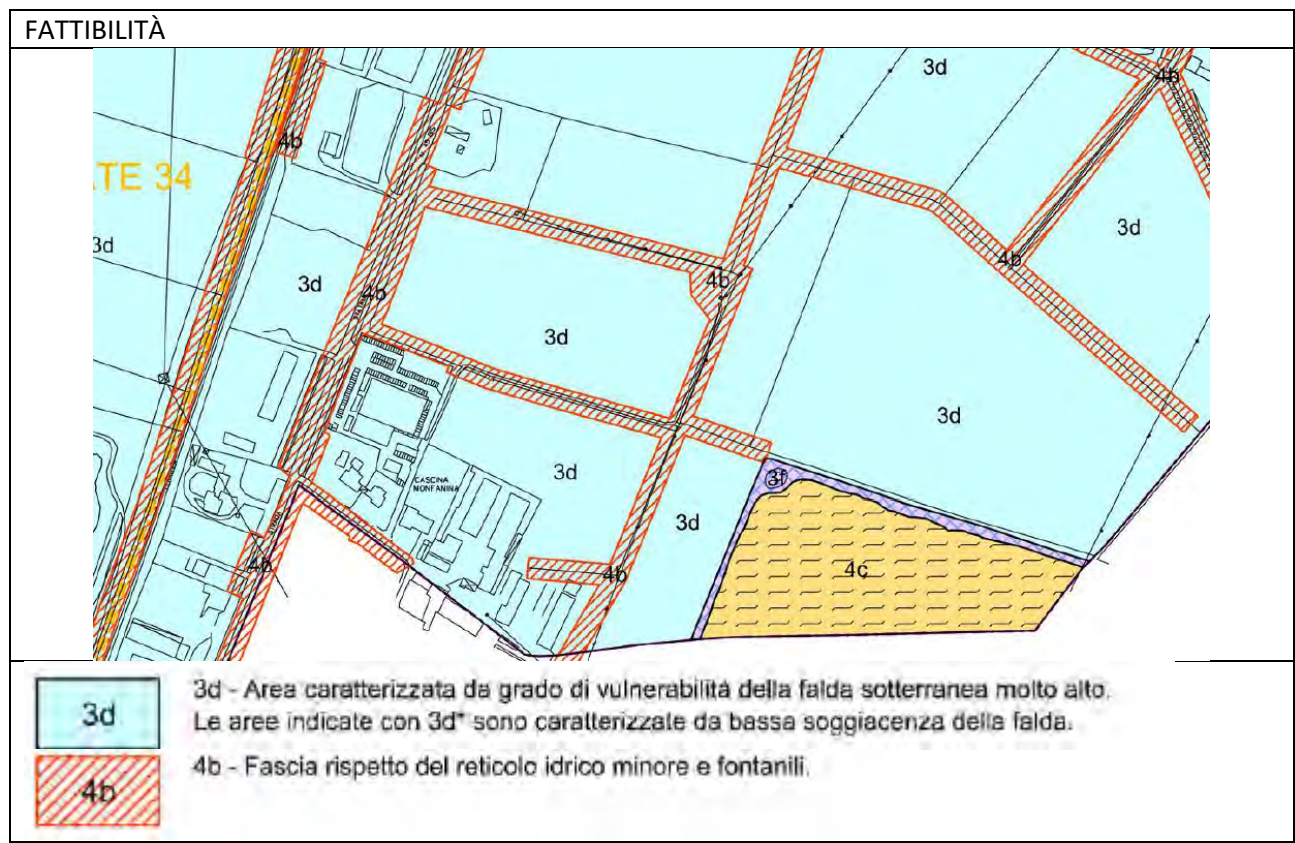 FATTIBILITÀ
3d
4b
4b
TE 34
3d
3d
3d
4b
4b
3d
4b
3d
3d
3d
3f
CASCINA
MONFANINA
3d
4b
4b
4c
3d
3d - Area caratterizzata da grado di vulnerabilità della falda sotterranea molto alto.
Le aree indicate con 3d* sono caratterizzate da bassa soggiacenza della falda.
4b
4b - Fascia rispetto del reticolo idrico minore e fontanili.